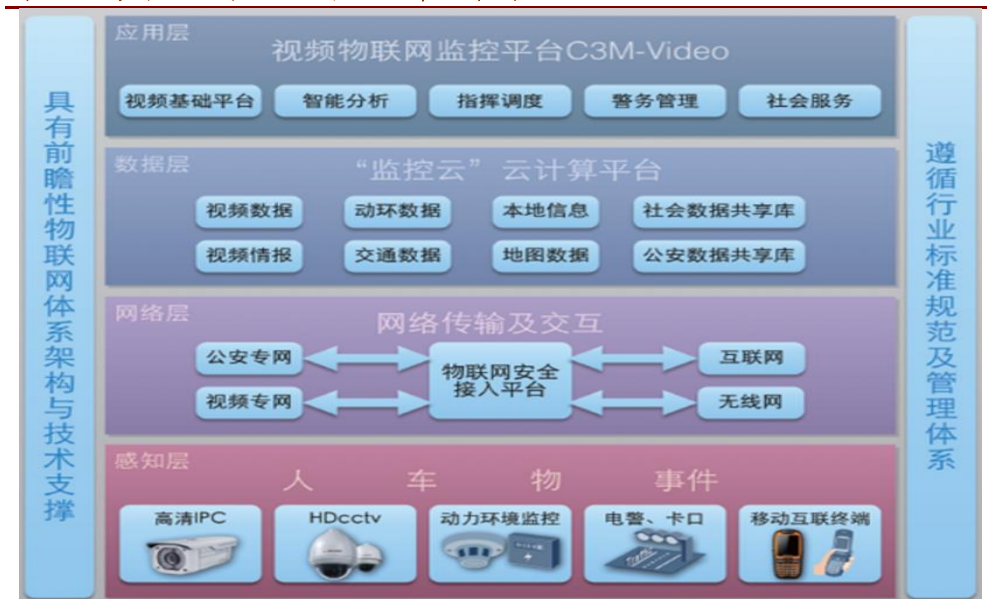 具有前瞻性物联网体系架构与技术支撑
应用层
视频物联网监控平台C3M-Video
视频基础平台
智能分析
指挥调度
警务管理
社会服务
数据层
“监控云”云计算平台
视频数据
动环数据
本地信息
社会数据共享库
视频情报
交通数据
地图数据
公安数据共享库
网络层
网络传输及交互
公安专网
物联网安全
接入平台
互联网
视频专网
无线网
感知层
人 车 物 事件
高清IPC
HDcctv
动力环境监控
电警、卡口
移动互联终端
遵循行业标准规范及管理体系